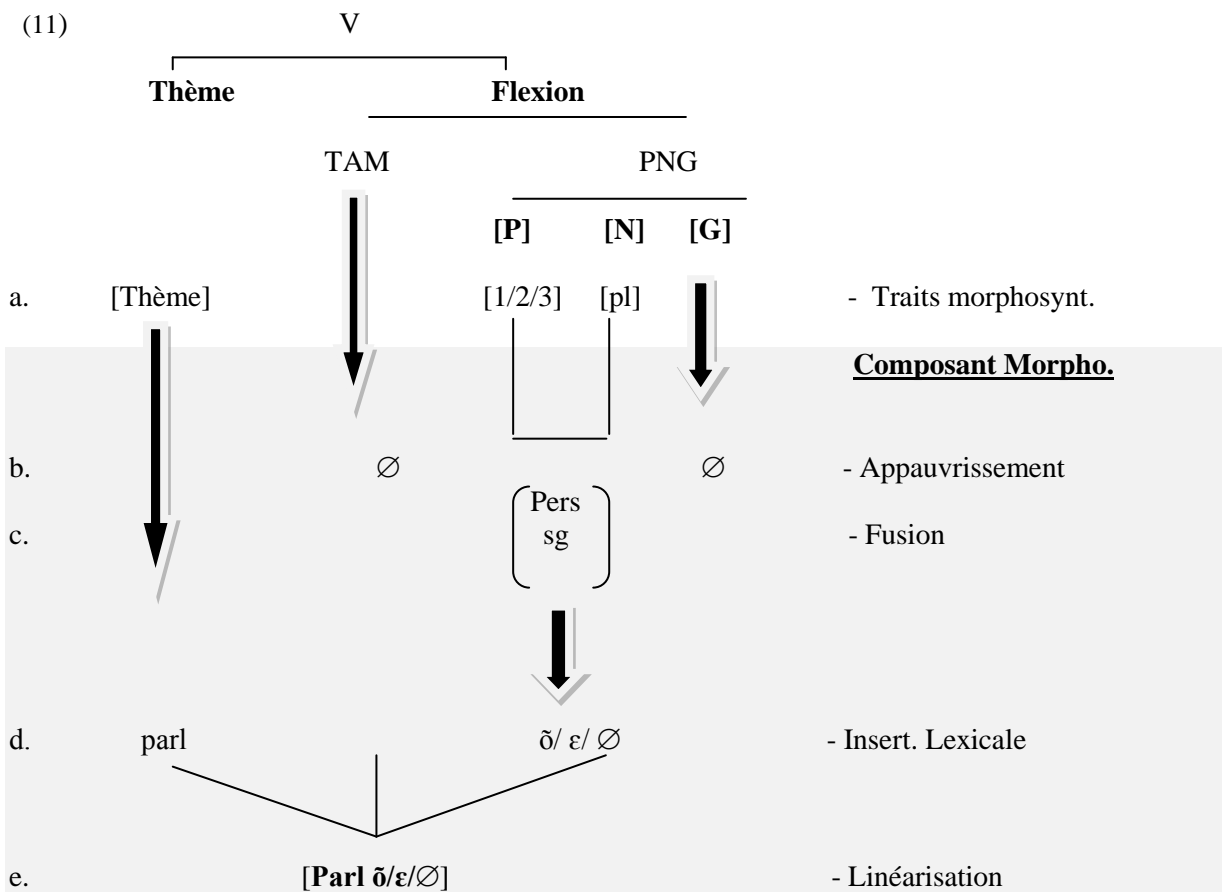 (11) V
Thème Flexion
TAM PNG
[P] [N] [G]
a. [Thème] [1/2/3] [pl] - Traits morphosynt.
Composant Morpho.
b. ∅ ∅ - Appauvrissement
Pers
c. sg - Fusion
d. parl õ/ ɛ/ ∅ - Insert. Lexicale
e. [Parl õ/ɛ/∅] - Linéarisation